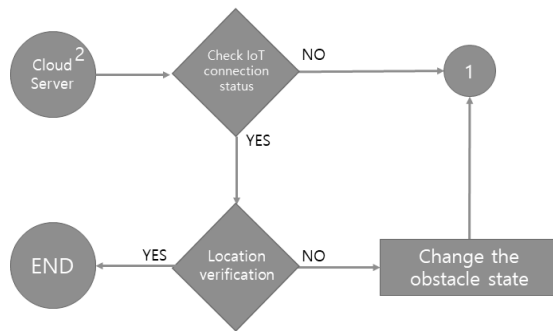 Cloud 2
Server
Check IoT
connection
status
NO
1
YES
END
YES
Location
verification
NO
Change the
obstacle state